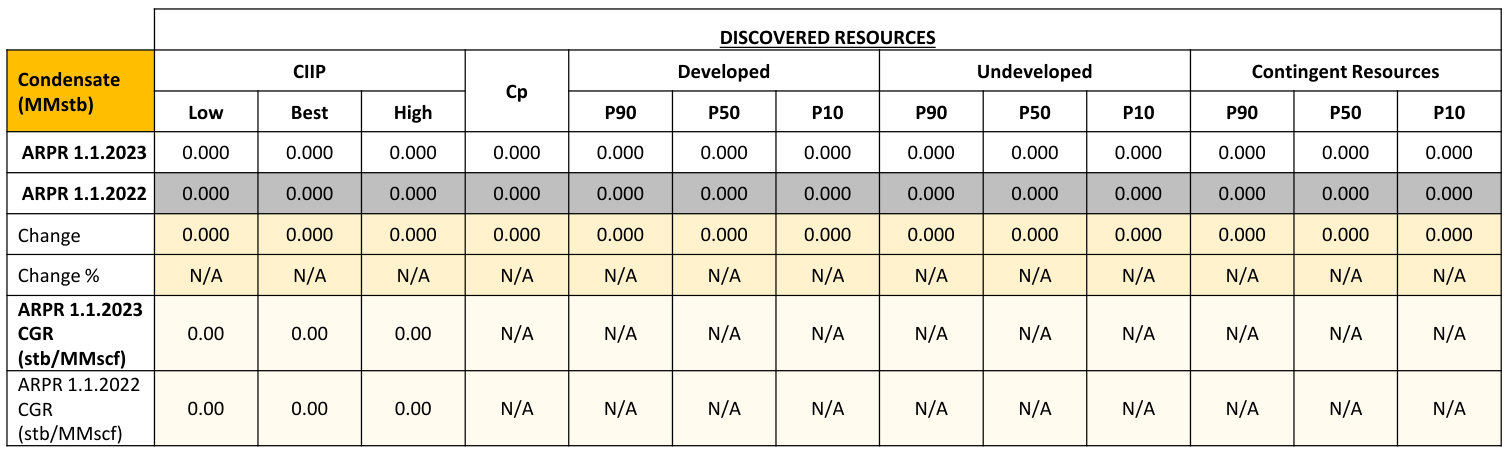 DISCOVERED RESOURCES
Condensate
(MMstb)
CIIP Cp Developed Undeveloped Contingent Resources
Low Best High P90 P50 P10 P90 P50 P10 P90 P50 P10
ARPR 1.1.2023 0.000 0.000 0.000 0.000 0.000 0.000 0.000 0.000 0.000 0.000 0.000 0.000 0.000
ARPR 1.1.2022 0.000 0.000 0.000 0.000 0.000 0.000 0.000 0.000 0.000 0.000 0.000 0.000 0.000
Change 0.000 0.000 0.000 0.000 0.000 0.000 0.000 0.000 0.000 0.000 0.000 0.000 0.000
Change % N/A N/A N/A N/A N/A N/A N/A N/A N/A N/A N/A N/A N/A
ARPR 1.1.2023
CGR
(stb/MMscf)
0.00 0.00 0.00 N/A N/A N/A N/A N/A N/A N/A N/A N/A N/A
ARPR 1.1.2022
CGR
(stb/MMscf)
0.00 0.00 0.00 N/A N/A N/A N/A N/A N/A N/A N/A N/A N/A